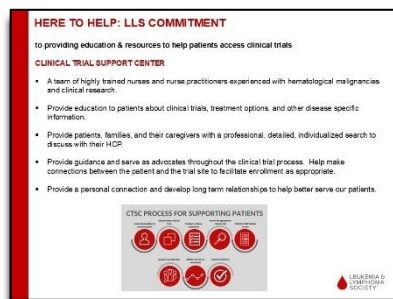 HERE TO HELP: LLS COMMITMENT
to providing education & resources to help patients access clinical trials
CLINICAL TRIAL SUPPORT CENTER
▪ A team of highly trained nurses and nurse practitioners experienced with hematological malignancies
and clinical research.
▪ Provide education to patients about clinical trials, treatment options, and other disease specific
information.
▪ Provide patients, families, and their caregivers with a professional, detailed, individualized search to
discuss with their HCP.
▪ Provide guidance and serve as advocates throughout the clinical trial process. Help make
connections between the patient and the trial site to facilitate enrollment as appropriate.
▪ Provide a personal connection and develop long term relationships to help better serve our patients.
CTSC PROCESS FOR SUPPORTING PATIENTS
LEUKEMIA &
LYMPHOMA
SOCIETY